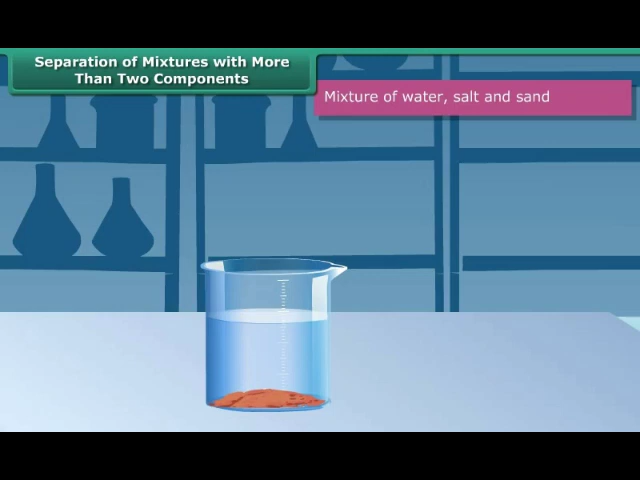 Separation of Mixtures with More
Than Two Components
Mixture of water, salt and sand